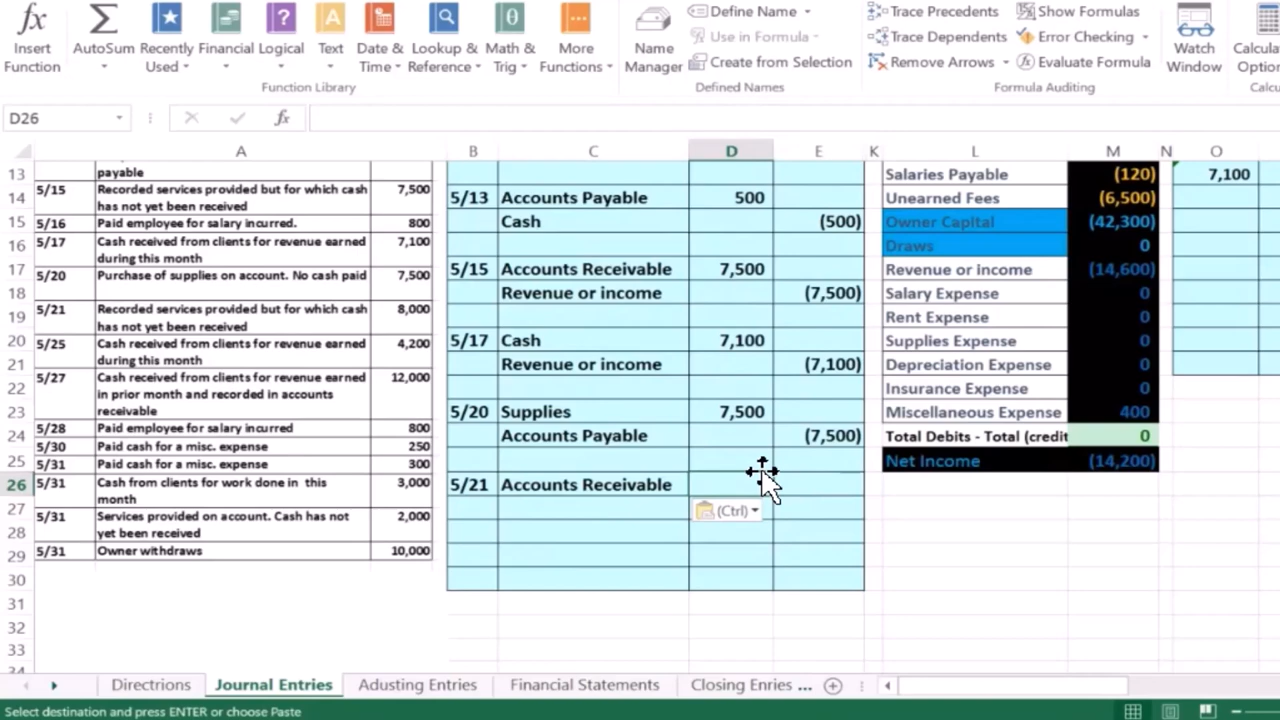 Insert
Function
AutoSum
Recently
Used
Financial
Logical
Text
Date &
Time
Lookup &
Reference
Math &
Trig
More
Functions
Function Library
Name
Manager
Define Name
Use in Formula
Create from Selection
Defined Names
Trace Precedents
Trace Dependents
Remove Arrows
Show Formulas
Error Checking
Evaluate Formula
Formula Auditing
Watch
Window
Calcula
Option
Calcu
D26
fx
A B C D E K L M N O
13 payable Salaries Payable (120) 7,100
5/15 Recorded services provided but for which cash 7,500
has not yet been received
14 5/13 Accounts Payable 500 Unearned Fees (6,500)
5/16 Paid employee for salary incurred. 800
15 Cash (500) Owner Capital (42,300)
5/17 Cash received from clients for revenue earned 7,100
during this month
16 Draws 0
17 5/15 Accounts Receivable 7,500 Revenue or income (14,600)
5/20 Purchase of supplies on account. No cash paid 7,500
18 Revenue or income (7,500) Salary Expense 0
5/21 Recorded services provided but for which cash 8,000
has not yet been received
19 Rent Expense 0
20 5/17 Cash 7,100 Supplies Expense 0
5/25 Cash received from clients for revenue earned 4,200
during this month
21 Revenue or income (7,100) Depreciation Expense 0
5/27 Cash received from clients for revenue earned 12,000
in prior month and recorded in accounts
receivable
22 Insurance Expense 0
23 5/20 Supplies 7,500 Miscellaneous Expense 400
5/28 Paid employee for salary incurred 800
24 Accounts Payable (7,500) Total Debits - Total (credit 0
5/30 Paid cash for a misc. expense 250
25 Net Income (14,200)
5/31 Paid cash for a misc. expense 300
26 5/21 Accounts Receivable
5/31 Cash from clients for work done in this 3,000
month
27 (Ctrl)
5/31 Services provided on account. Cash has not 2,000
yet been received
28
29 5/31 Owner withdraws 10,000
30
31
32
33
Directrions Journal Entries Adusting Entries Financial Statements Closing Enries ...
Select destination and press ENTER or choose Paste